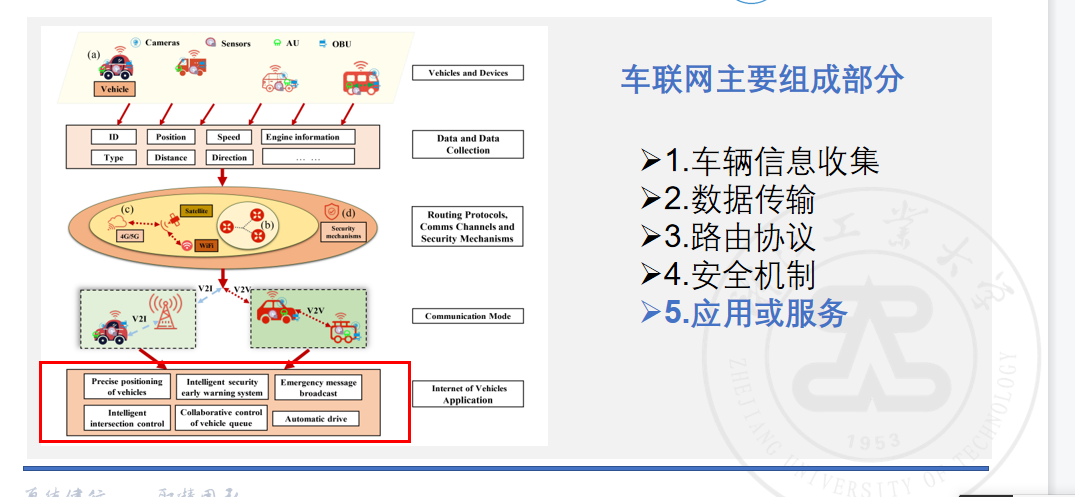 Cameras
Sensors
AU
OBU
(a)
Vehicle
Vehicles and Devices
ID
Position
Speed
Engine information
Type
Distance
Direction
... ...
Data and Data
Collection
(c)
Satellite
(d)
(b)
4G/5G
WiFi
Security
mechanisms
Routing Protocols,
Comms Channels and
Security Mechanisms
V2I
V2V
V2I
V2V
Communication Mode
Precise positioning
of vehicles
Intelligent security
early warning system
Emergency message
broadcast
Intelligent
intersection control
Collaborative control
of vehicle queue
Automatic drive
Internet of Vehicles
Application
车联网主要组成部分
➢1.车辆信息收集
➢2.数据传输
➢3.路由协议
➢4.安全机制
➢5.应用或服务
工业大学
1953
ZHEJIANG UNIVERSITY OF TECHNOLOGY